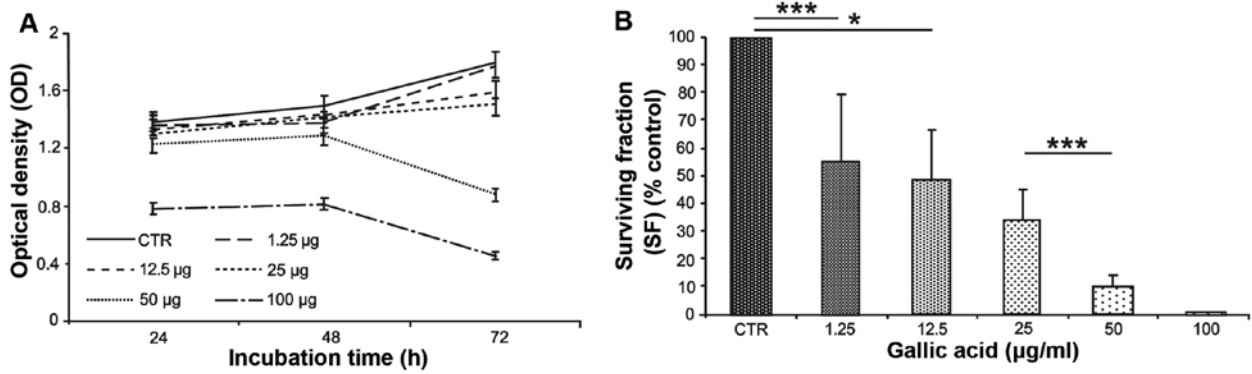 A
Optical density (OD)
2
1.6
1.2
0.8
0.4
0
CTR
1.25 µg
12.5 µg
25 µg
50 µg
100 µg
24
48
72
Incubation time (h)
B
Surviving fraction
(SF) (% control)
100
90
80
70
60
50
40
30
20
10
0
***
*
***
CTR
1.25
12.5
25
50
100
Gallic acid (µg/ml)